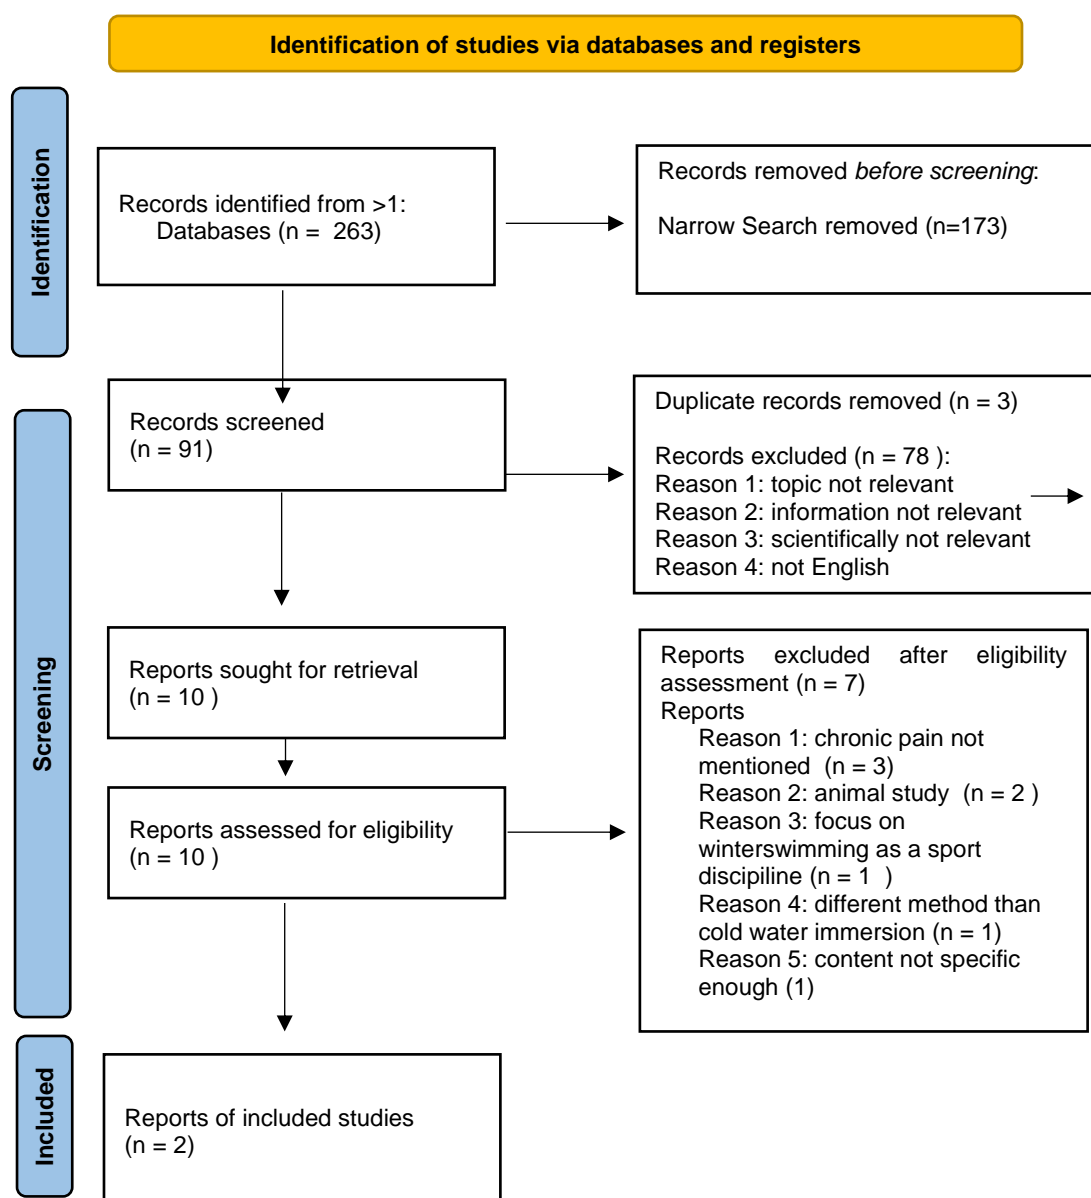 Identification of studies via databases and registers
Identification
Records identified from >1:
Databases (n =  263)
Records removed before screening:
Narrow Search removed (n=173)
Screening
Records screened
(n = 91)
Duplicate records removed (n = 3)
Records excluded (n = 78 ):
Reason 1: topic not relevant
Reason 2: information not relevant
Reason 3: scientifically not relevant
Reason 4: not English
Reports sought for retrieval
(n = 10 )
Reports assessed for eligibility
(n = 10 )
Reports excluded after eligibility
assessment (n = 7)
Reports
Reason 1: chronic pain not
mentioned  (n = 3)
Reason 2: animal study  (n = 2 )
Reason 3: focus on
winterswimming as a sport
discipiline (n = 1  )
Reason 4: different method than
cold water immersion (n = 1)
Reason 5: content not specific
enough (1)
Included
Reports of included studies
(n = 2)